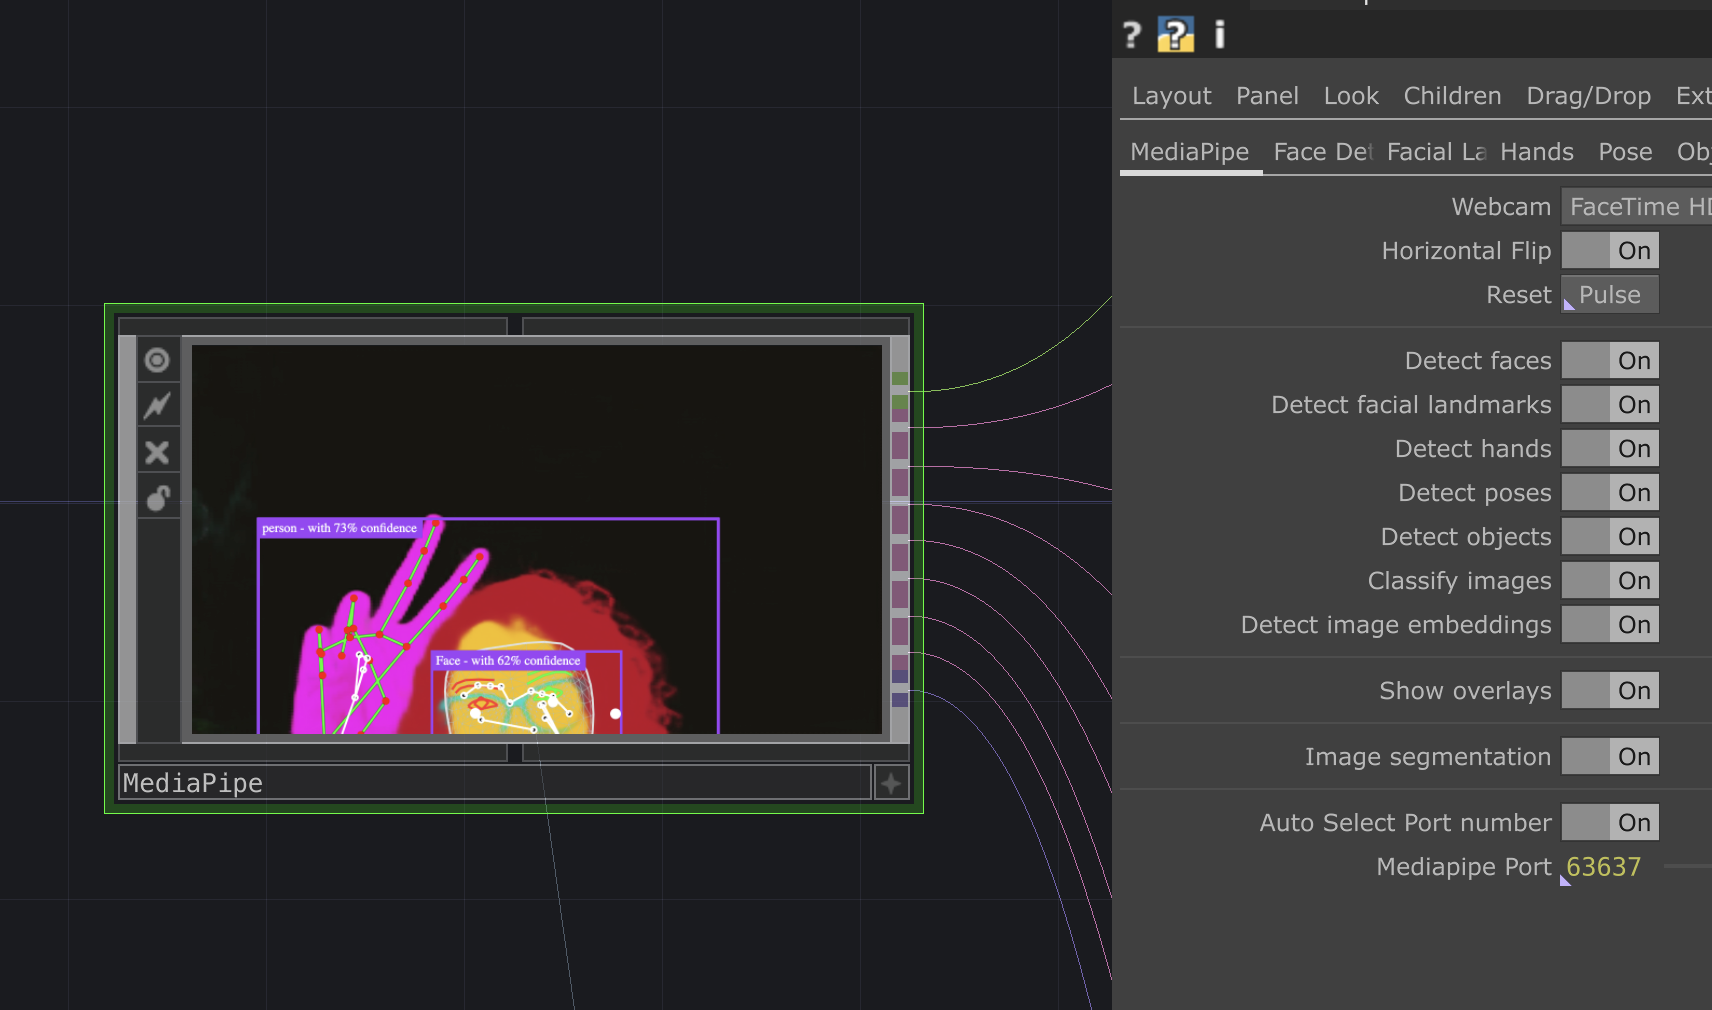 ? ? i
Layout Panel Look Children Drag/Drop Ext
MediaPipe Face Det Facial La Hands Pose Obj
Webcam FaceTime HD
Horizontal Flip On
Reset Pulse
Detect faces On
Detect facial landmarks On
Detect hands On
Detect poses On
Detect objects On
Classify images On
Detect image embeddings On
Show overlays On
Image segmentation On
Auto Select Port number On
Mediapipe Port 63637
person - with 73% confidence
Face - with 62% confidence
MediaPipe